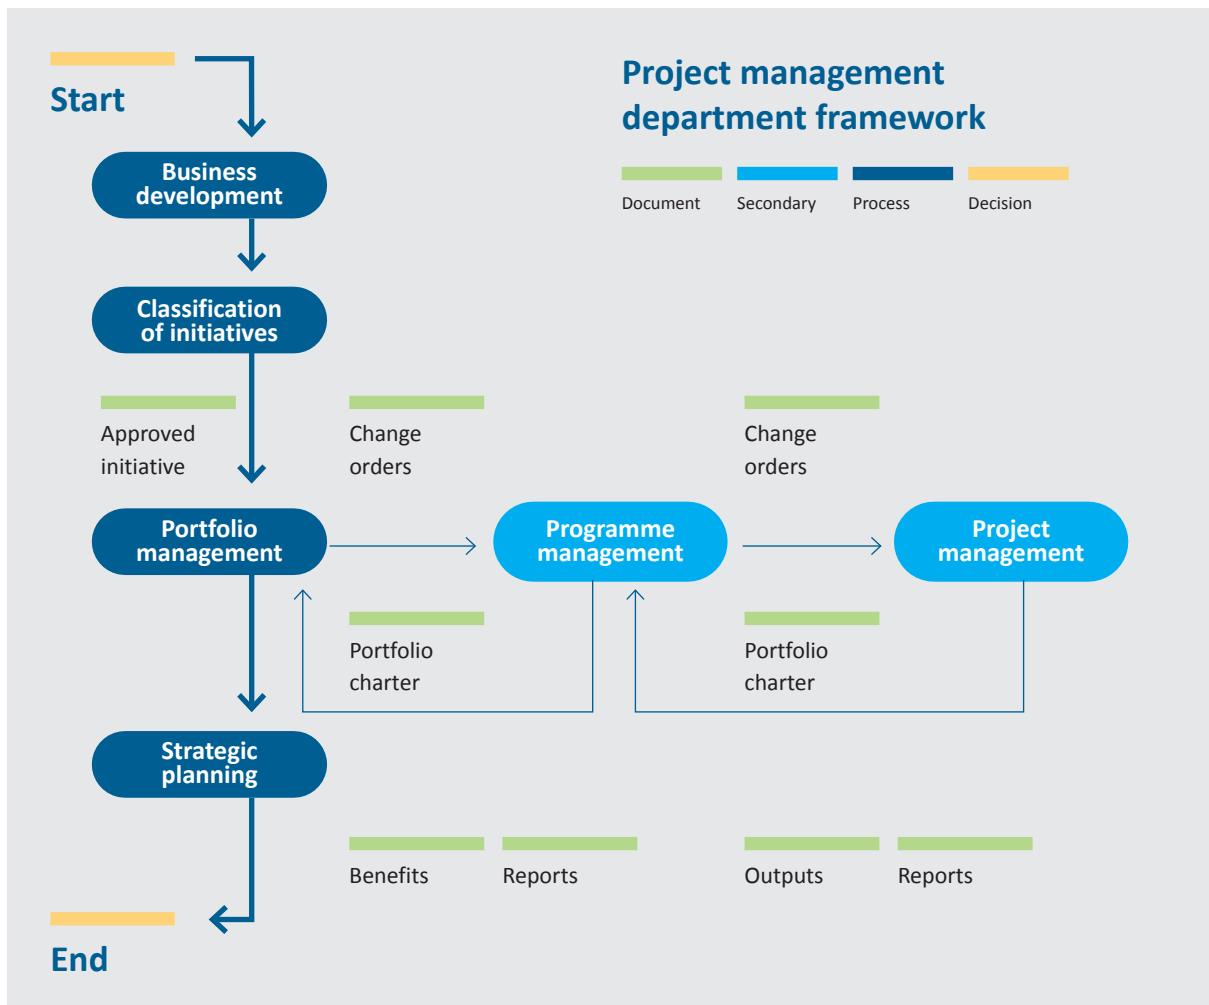 Start
Project management
department framework
Document
Secondary
Process
Decision
Business
development
Classification
of initiatives
Approved
initiative
Change
orders
Change
orders
Portfolio
management
Programme
management
Project
management
Portfolio
charter
Portfolio
charter
Strategic
planning
Benefits
Reports
Outputs
Reports
End